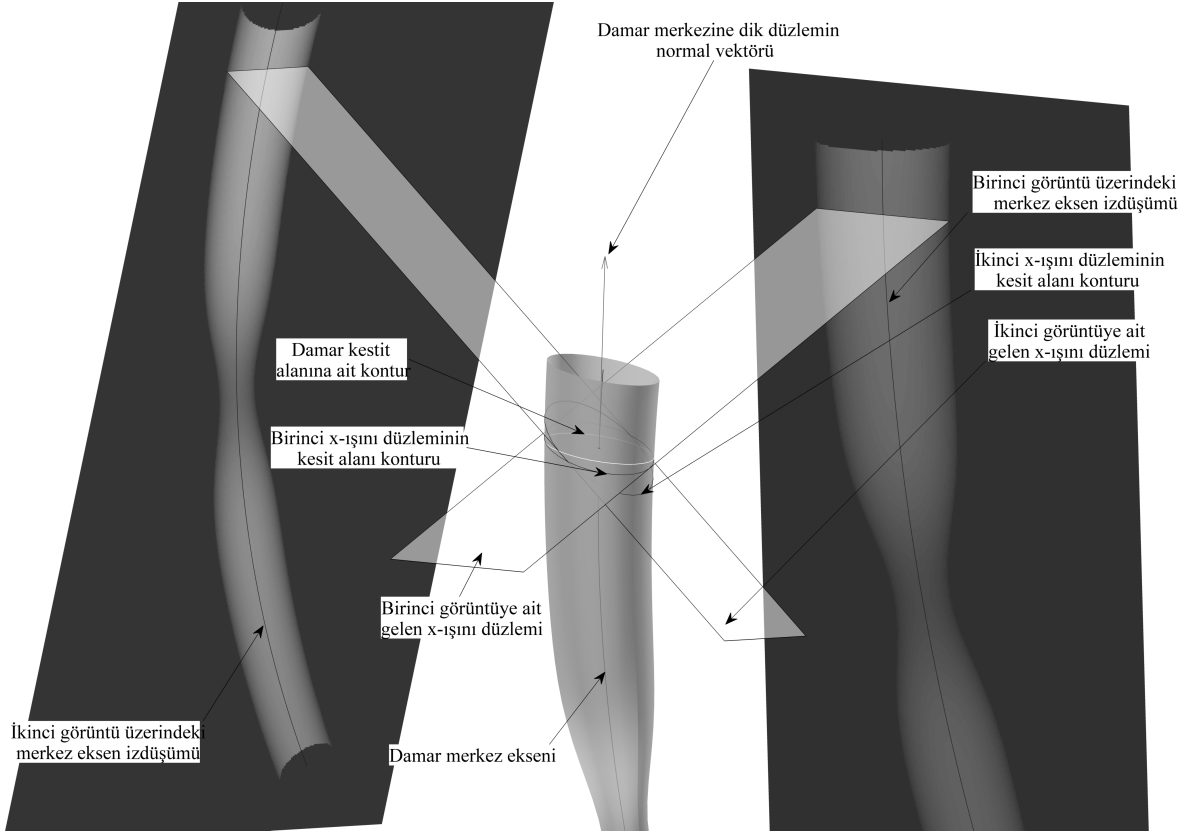 Damar merkezine dik düzlemin
normal vektörü
Birinci görüntü üzerindeki
merkez eksen izdüşümü
İkinci x-ışını düzleminin
kesit alanı konturu
İkinci görüntüye ait
gelen x-ışını düzlemi
Damar kestit
alanına ait kontur
Birinci x-ışını düzleminin
kesit alanı konturu
Birinci görüntüye ait
gelen x-ışını düzlemi
İkinci görüntü üzerindeki
merkez eksen izdüşümü
Damar merkez ekseni